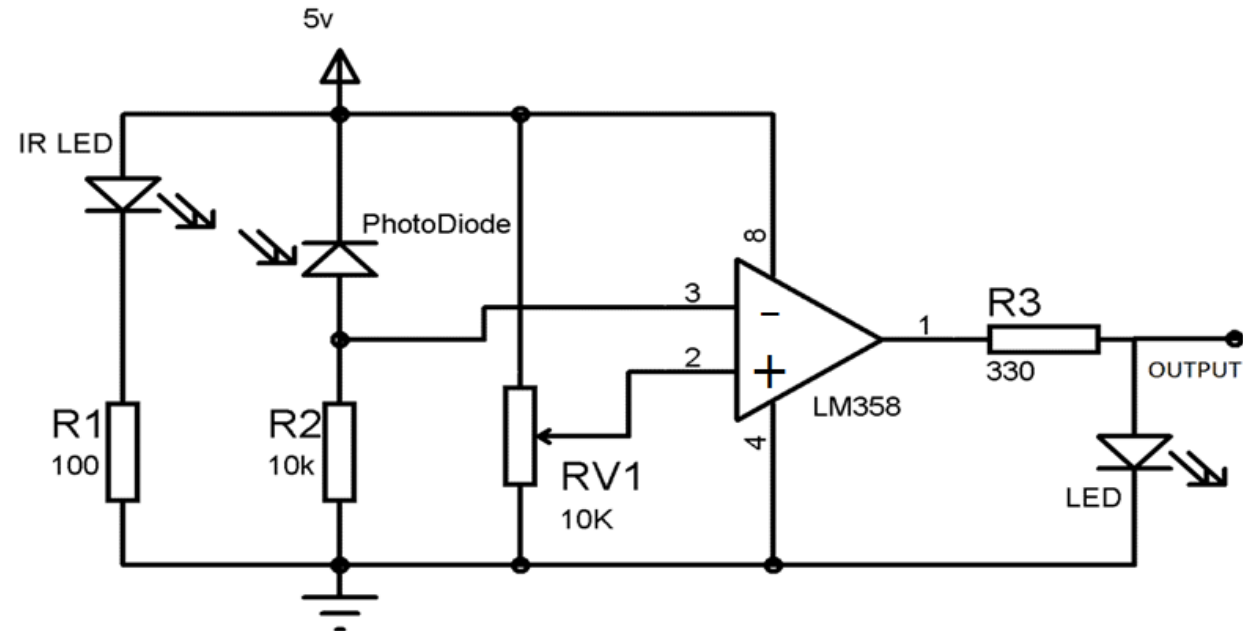 5v
IR LED
PhotoDiode
8
3
-
2
+
4
LM358
1
R3
330
OUTPUT
R1
100
R2
10k
RV1
10K
LED